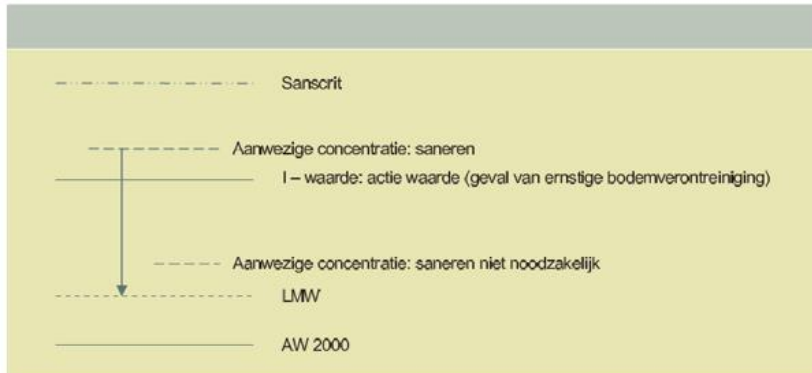 Sanscrit
Aanwezige concentratie: saneren
I – waarde: actie waarde (geval van ernstige bodemverontreiniging)
Aanwezige concentratie: saneren niet noodzakelijk
LMW
AW 2000